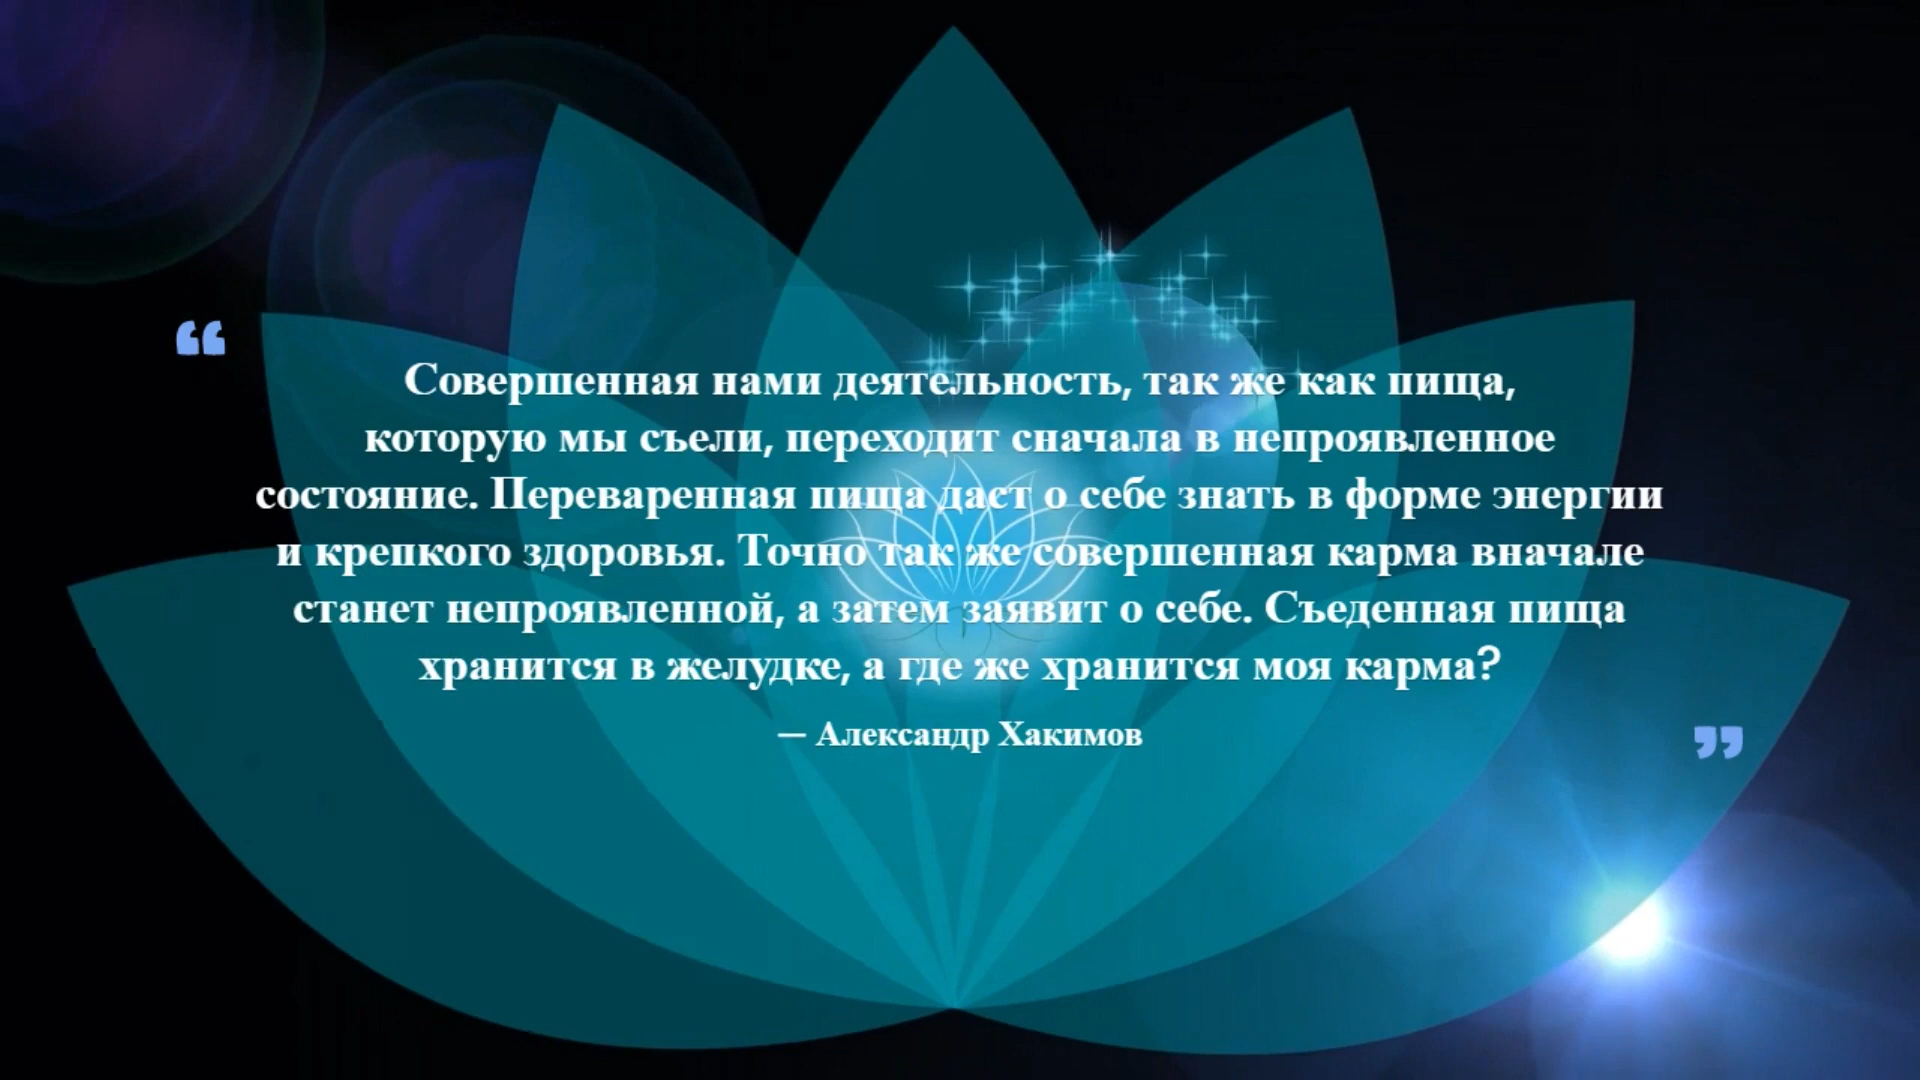 “
Совершенная нами деятельность, так же как пища,
которую мы съели, переходит сначала в непроявленное
состояние. Переваренная пища даст о себе знать в форме энергии
и крепкого здоровья. Точно так же совершенная карма вначале
станет непроявленной, а затем заявит о себе. Съеденная пища
хранится в желудке, а где же хранится моя карма?
— Александр Хакимов
”